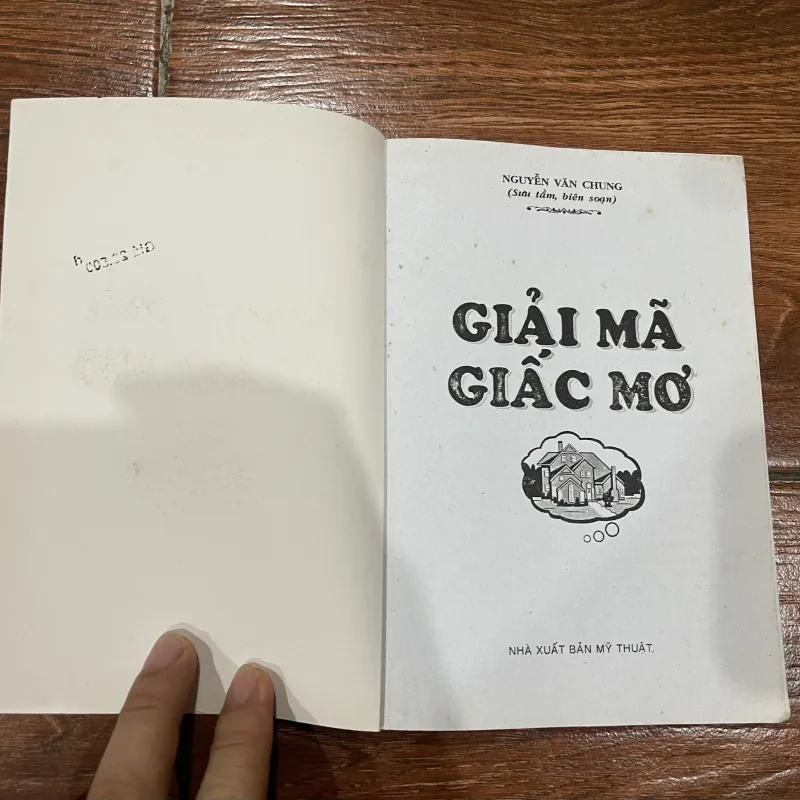 NGUYỄN VĂN CHUNG
(Sưu tầm, biên soạn)
GIẢI MÃ
GIẤC MƠ
NHÀ XUẤT BẢN MỸ THUẬT.